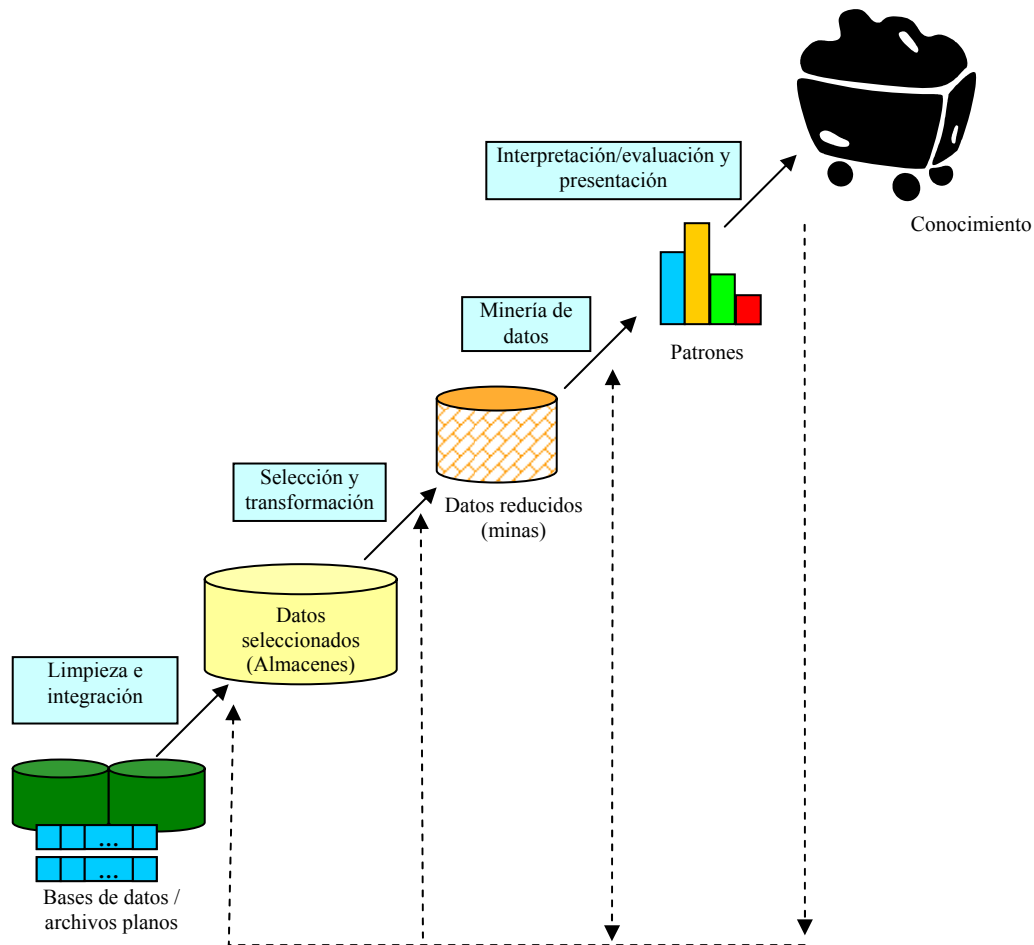 Interpretación/evaluación y
presentación
Conocimiento
Minería de
datos
Patrones
Selección y
transformación
Datos reducidos
(minas)
Datos
seleccionados
(Almacenes)
Limpieza e
integración
...
...
Bases de datos /
archivos planos